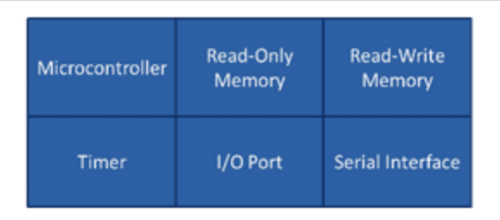 Microcontroller
Read-Only
Memory
Read-Write
Memory
Timer
I/O Port
Serial Interface